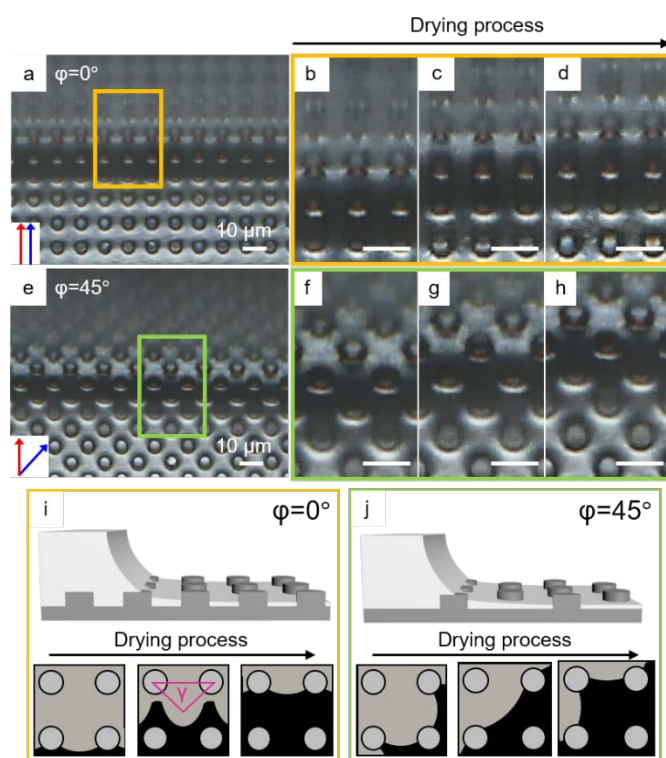 Drying process
a
φ=0°
b
c
d
10 μm
e
φ=45°
f
g
h
10 μm
i
φ=0°
j
φ=45°
Drying process
Drying process
γ